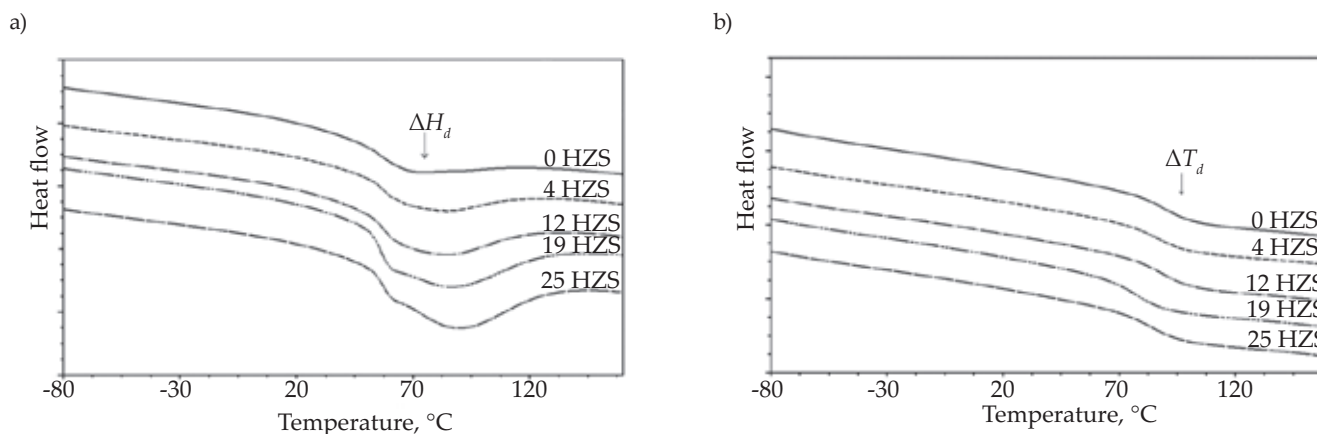 a)
Heat flow
ΔH_d
0 HZS
4 HZS
12 HZS
19 HZS
25 HZS
-80 -30 20 70 120
Temperature, °C
b)
Heat flow
ΔT_d
0 HZS
4 HZS
12 HZS
19 HZS
25 HZS
-80 -30 20 70 120
Temperature, °C